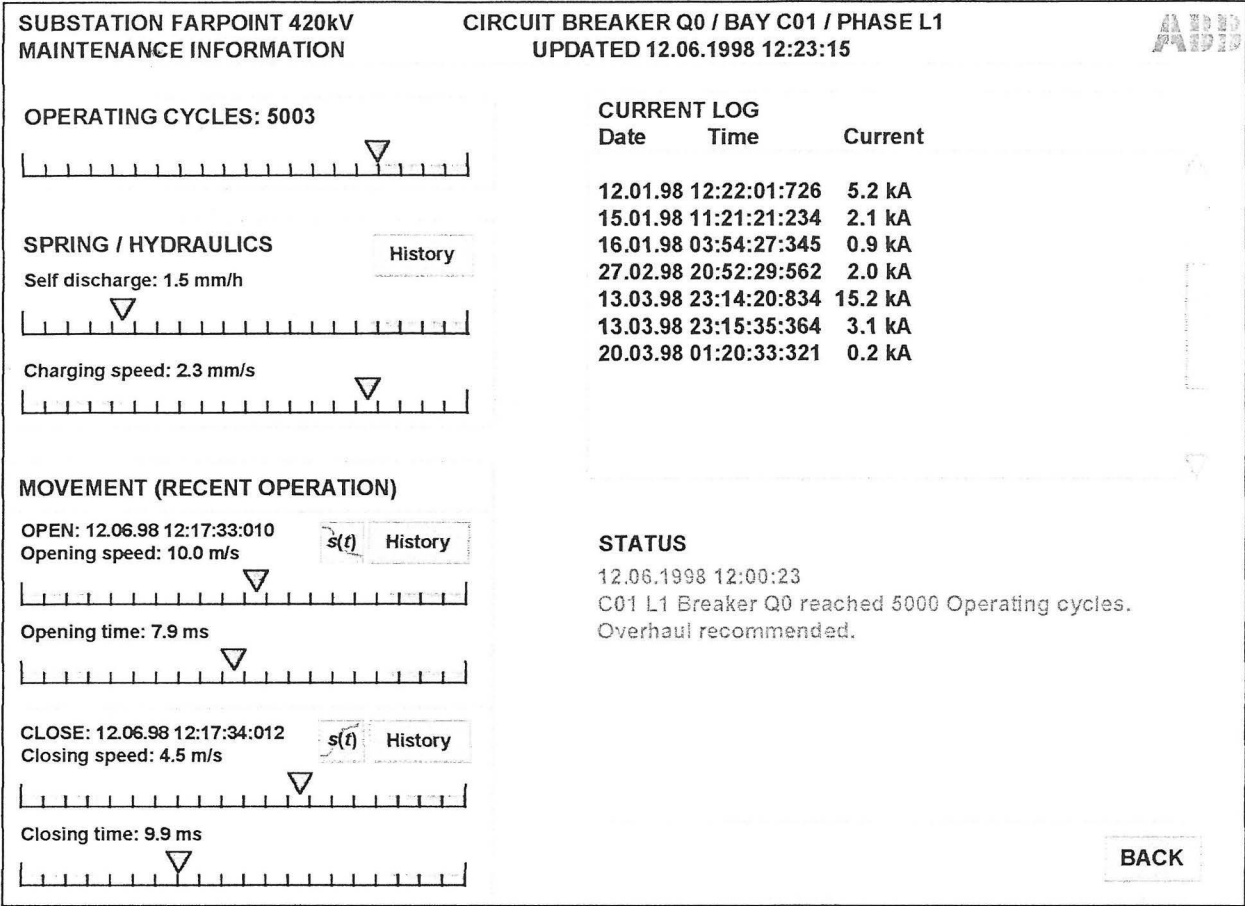 SUBSTATION FARPOINT 420kV
MAINTENANCE INFORMATION
CIRCUIT BREAKER Q0 / BAY C01 / PHASE L1
UPDATED 12.06.1998 12:23:15
ABB
OPERATING CYCLES: 5003
SPRING / HYDRAULICS
History
Self discharge: 1.5 mm/h
Charging speed: 2.3 mm/s
MOVEMENT (RECENT OPERATION)
OPEN: 12.06.98 12:17:33:010
Opening speed: 10.0 m/s
s(t) History
Opening time: 7.9 ms
CLOSE: 12.06.98 12:17:34:012
Closing speed: 4.5 m/s
s(t) History
Closing time: 9.9 ms
CURRENT LOG
Date Time Current
12.01.98 12:22:01:726 5.2 kA
15.01.98 11:21:21:234 2.1 kA
16.01.98 03:54:27:345 0.9 kA
27.02.98 20:52:29:562 2.0 kA
13.03.98 23:14:20:834 15.2 kA
13.03.98 23:15:35:364 3.1 kA
20.03.98 01:20:33:321 0.2 kA
STATUS
12.06.1998 12:00:23
C01 L1 Breaker Q0 reached 5000 Operating cycles.
Overhaul recommended.
BACK